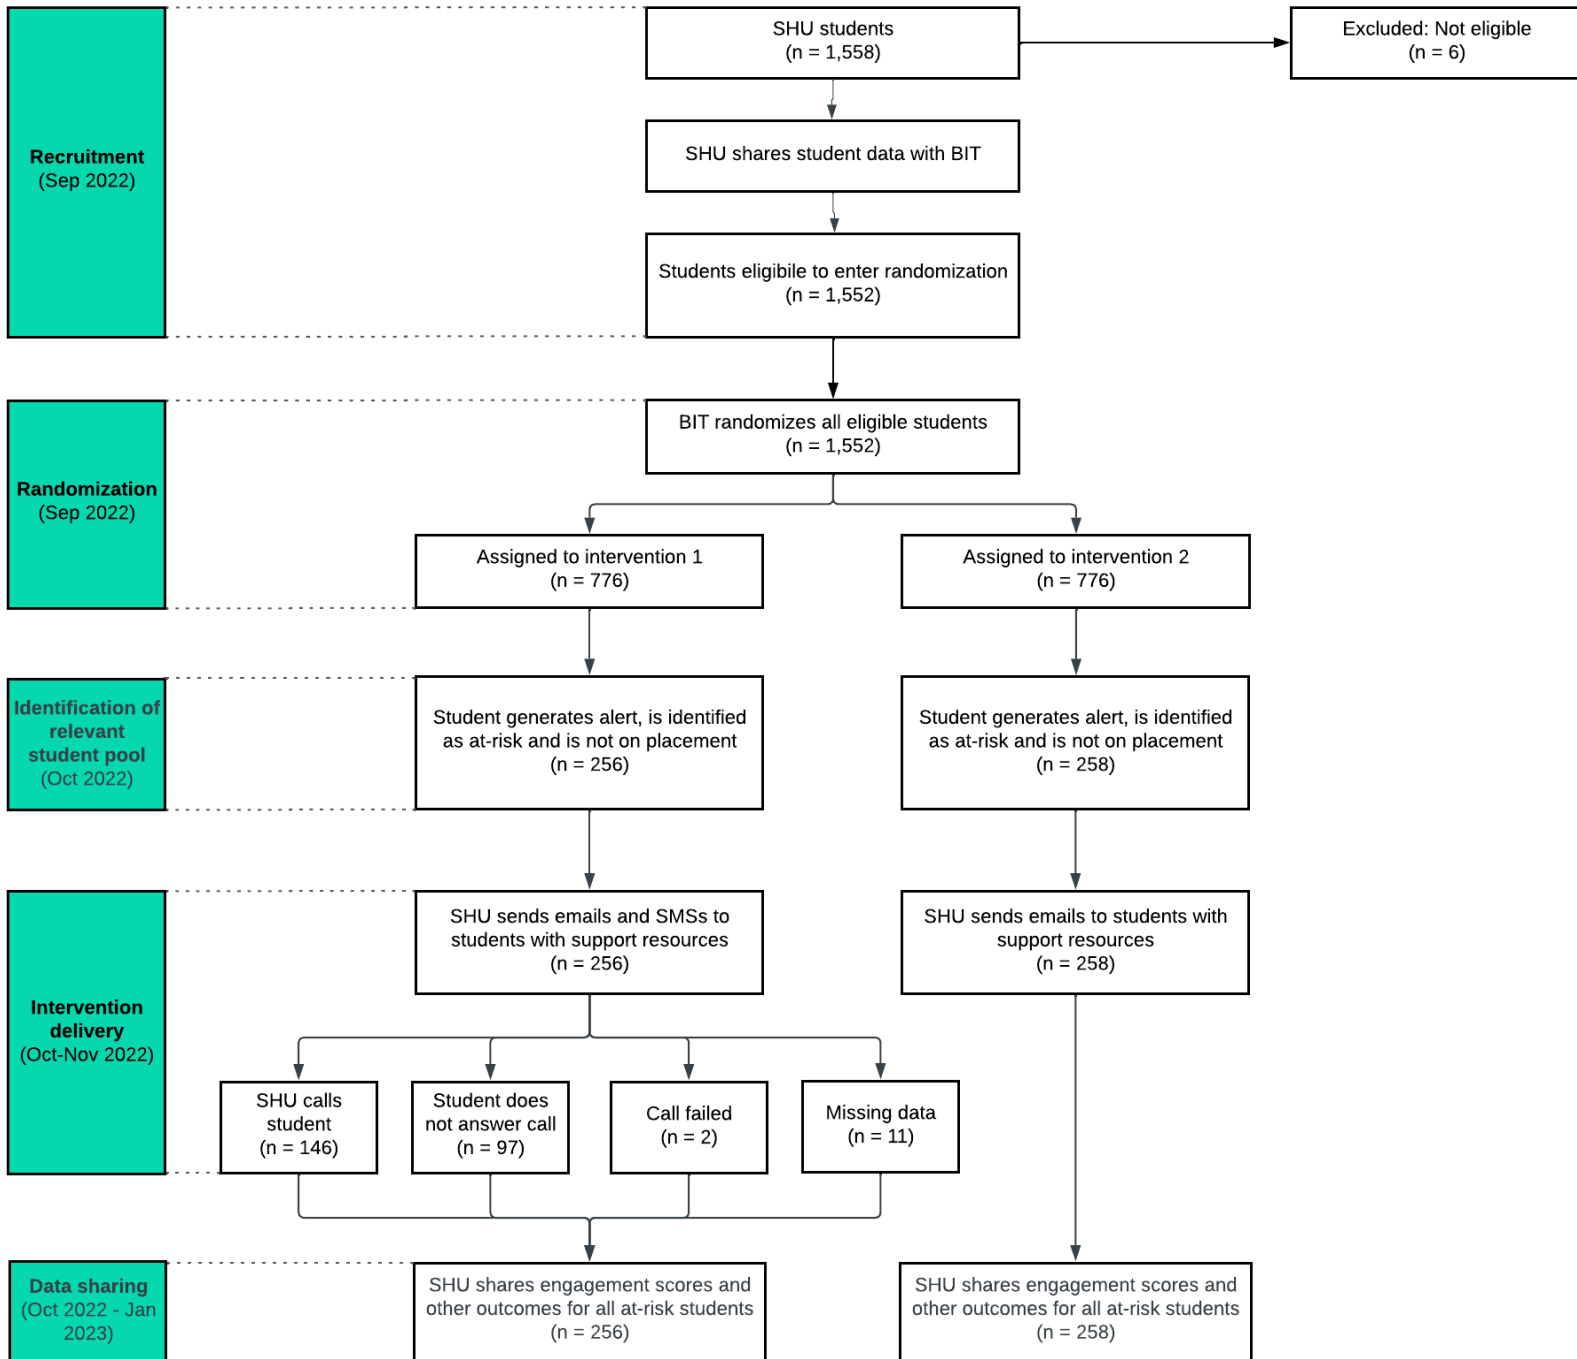 SHU students
(n = 1,558)
Excluded: Not eligible
(n = 6)
Recruitment
(Sep 2022)
SHU shares student data with BIT
Students eligibile to enter randomization
(n = 1,552)
Randomization
(Sep 2022)
BIT randomizes all eligible students
(n = 1,552)
Assigned to intervention 1
(n = 776)
Assigned to intervention 2
(n = 776)
Identification of
relevant
student pool
(Oct 2022)
Student generates alert, is identified
as at-risk and is not on placement
(n = 256)
Student generates alert, is identified
as at-risk and is not on placement
(n = 258)
Intervention
delivery
(Oct-Nov 2022)
SHU sends emails and SMSs to
students with support resources
(n = 256)
SHU sends emails to students with
support resources
(n = 258)
SHU calls
student
(n = 146)
Student does
not answer call
(n = 97)
Call failed
(n = 2)
Missing data
(n = 11)
Data sharing
(Oct 2022 - Jan
2023)
SHU shares engagement scores and
other outcomes for all at-risk students
(n = 256)
SHU shares engagement scores and
other outcomes for all at-risk students
(n = 258)